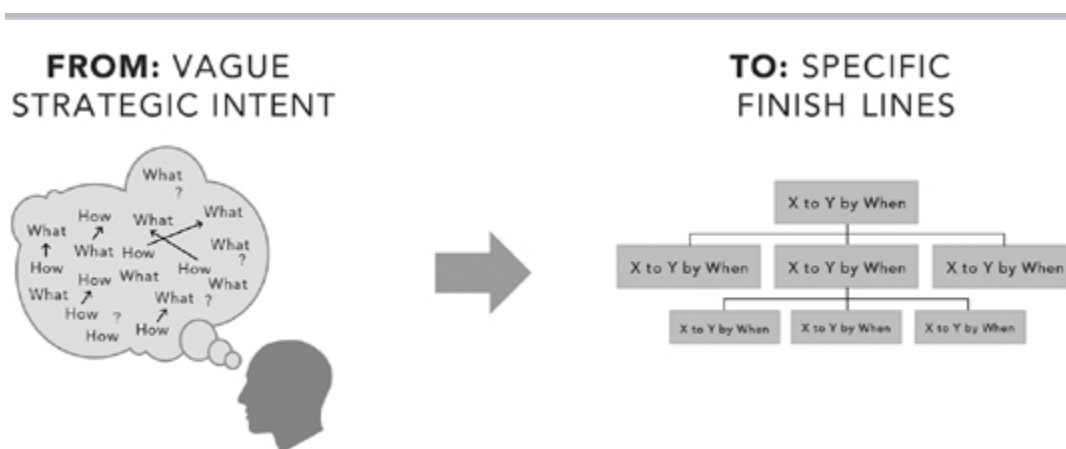 FROM: VAGUE
STRATEGIC INTENT
What
?
How
What
What
What
What
How
What
?
How
How
What
How
What
What
What
?
How
?
How
How
TO: SPECIFIC
FINISH LINES
X to Y by When
X to Y by When
X to Y by When
X to Y by When
X to Y by When
X to Y by When
X to Y by When